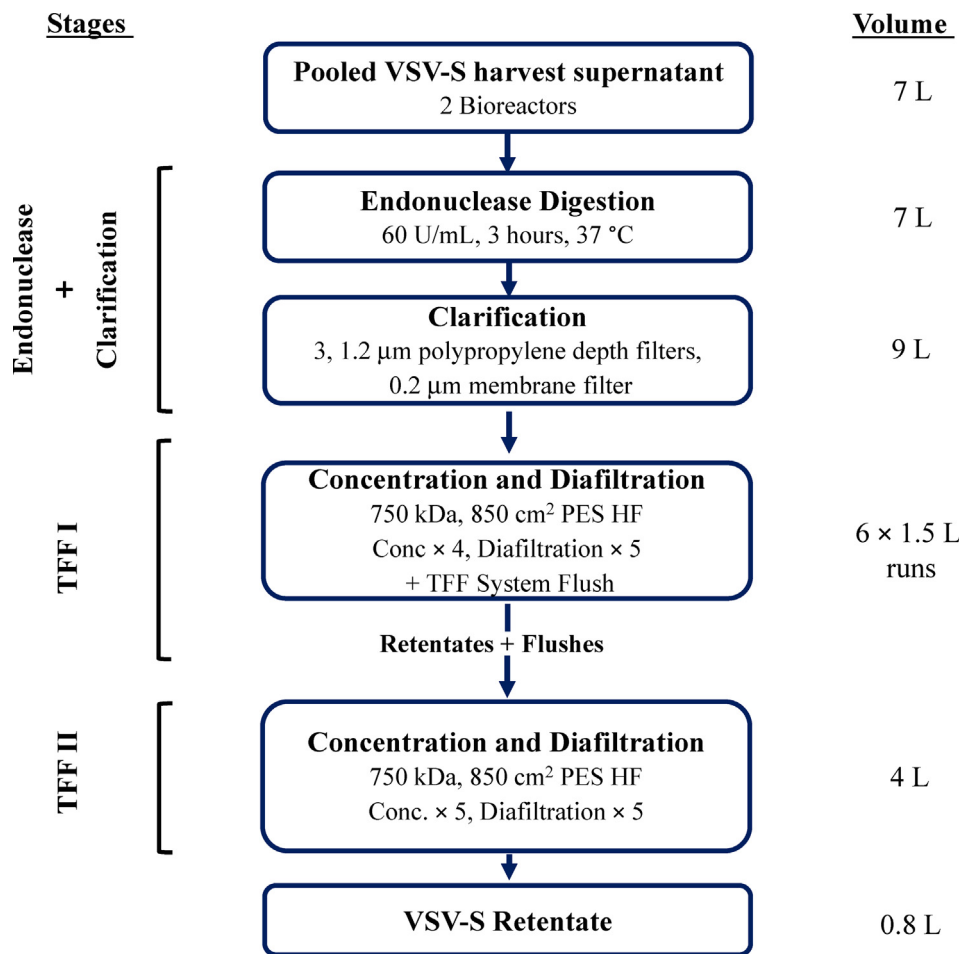 Stages
Volume
Pooled VSV-S harvest supernatant
2 Bioreactors
7 L
Endonuclease
+
Clarification
Endonuclease Digestion
60 U/mL, 3 hours, 37 °C
7 L
Clarification
3, 1.2 μm polypropylene depth filters,
0.2 μm membrane filter
9 L
TFF I
Concentration and Diafiltration
750 kDa, 850 cm² PES HF
Conc × 4, Diafiltration × 5
+ TFF System Flush
6 × 1.5 L
runs
Retentates + Flushes
TFF II
Concentration and Diafiltration
750 kDa, 850 cm² PES HF
Conc. × 5, Diafiltration × 5
4 L
VSV-S Retentate
0.8 L